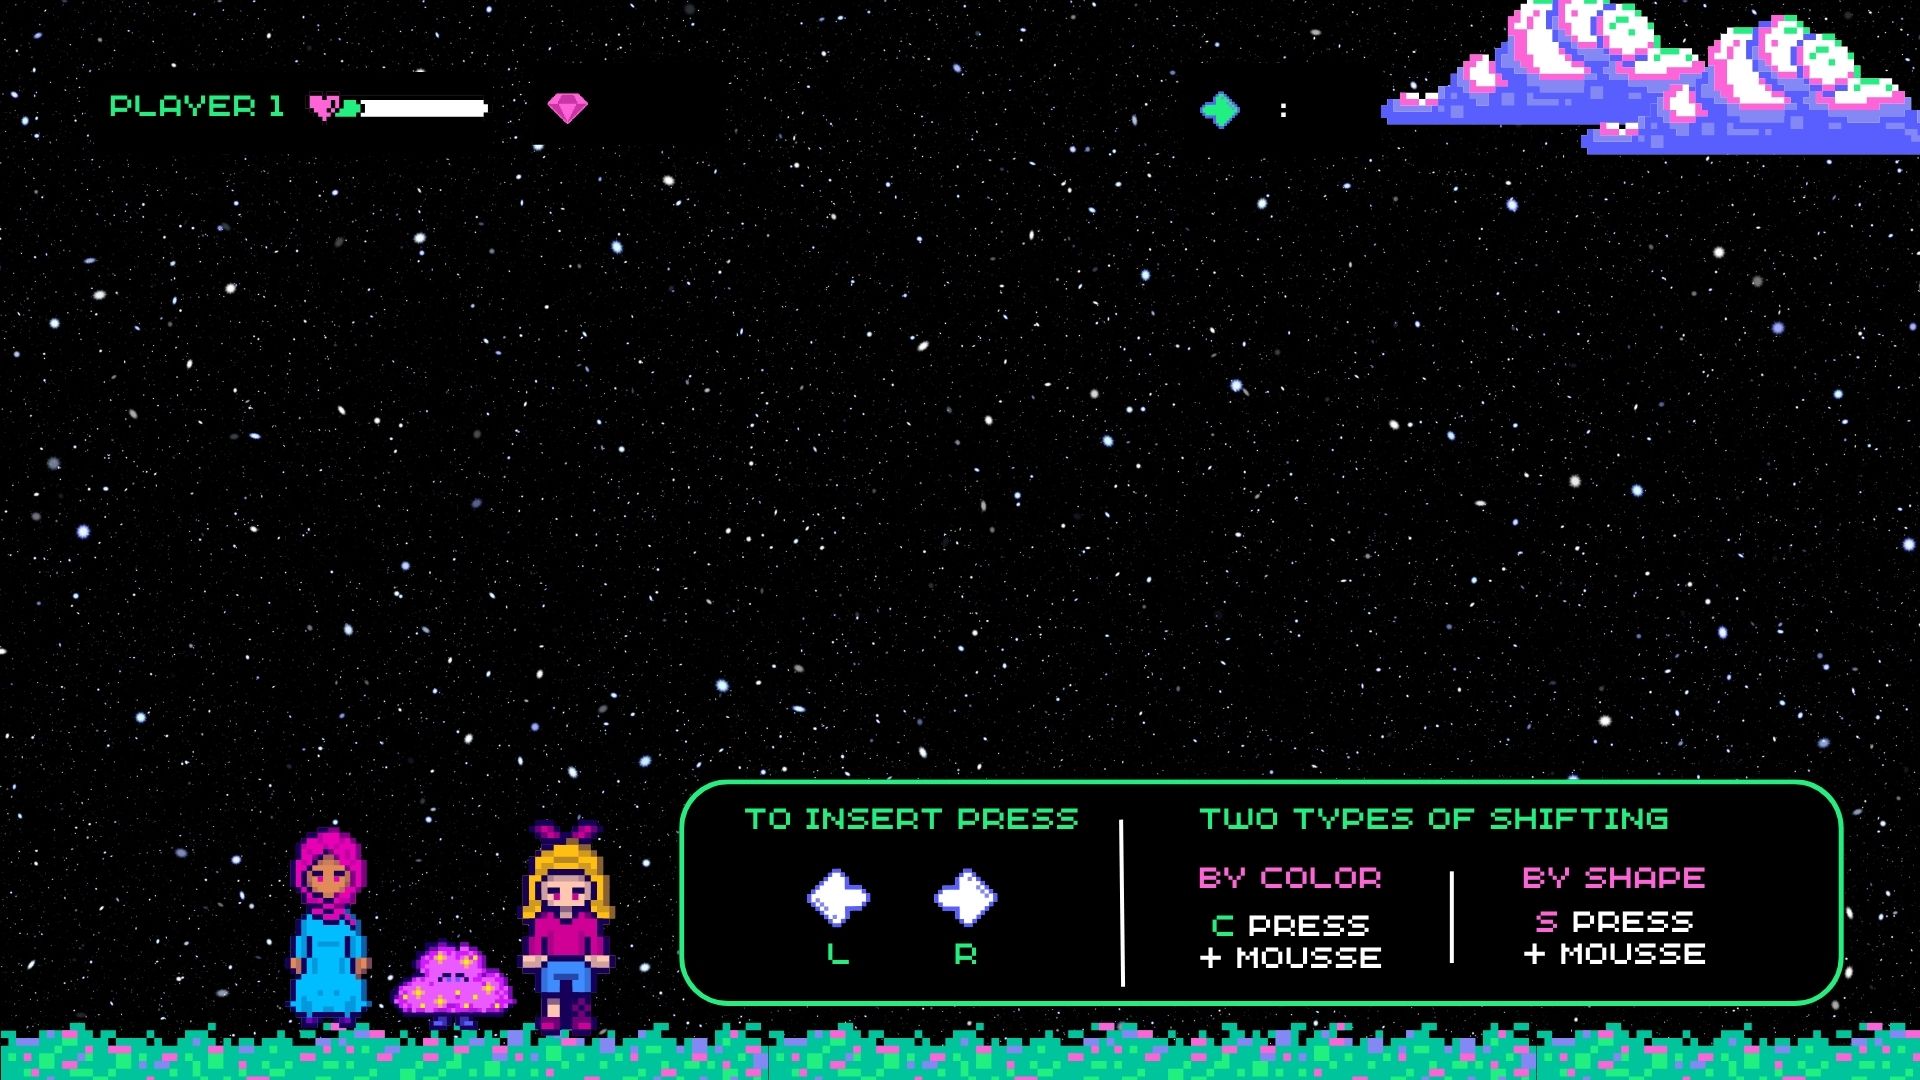 PLAYER 1
:
TO INSERT PRESS
L
R
TWO TYPES OF SHIFTING
BY COLOR
C PRESS
+ MOUSSE
BY SHAPE
S PRESS
+ MOUSSE